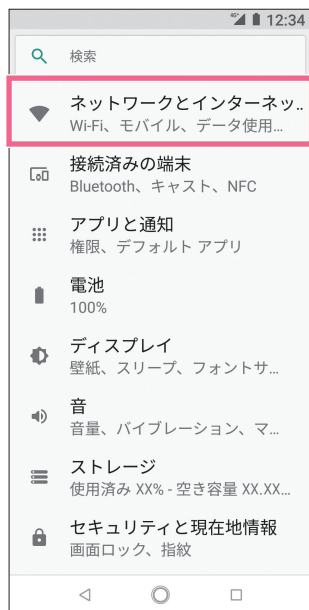 4G+ 12:34
検索
ネットワークとインターネッ..
Wi-Fi、モバイル、データ使用...
接続済みの端末
Bluetooth、キャスト、NFC
アプリと通知
権限、デフォルト アプリ
電池
100%
ディスプレイ
壁紙、スリープ、フォントサ...
音
音量、バイブレーション、マ...
ストレージ
使用済み XX% - 空き容量 XX.XX...
セキュリティと現在地情報
画面ロック、指紋